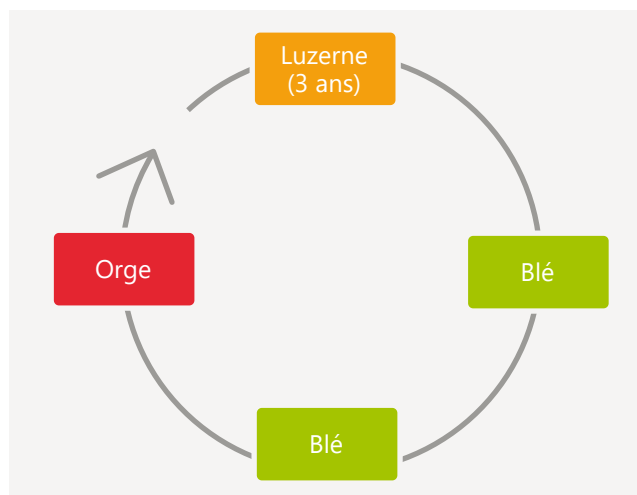 Luzerne
(3 ans)
Blé
Blé
Orge